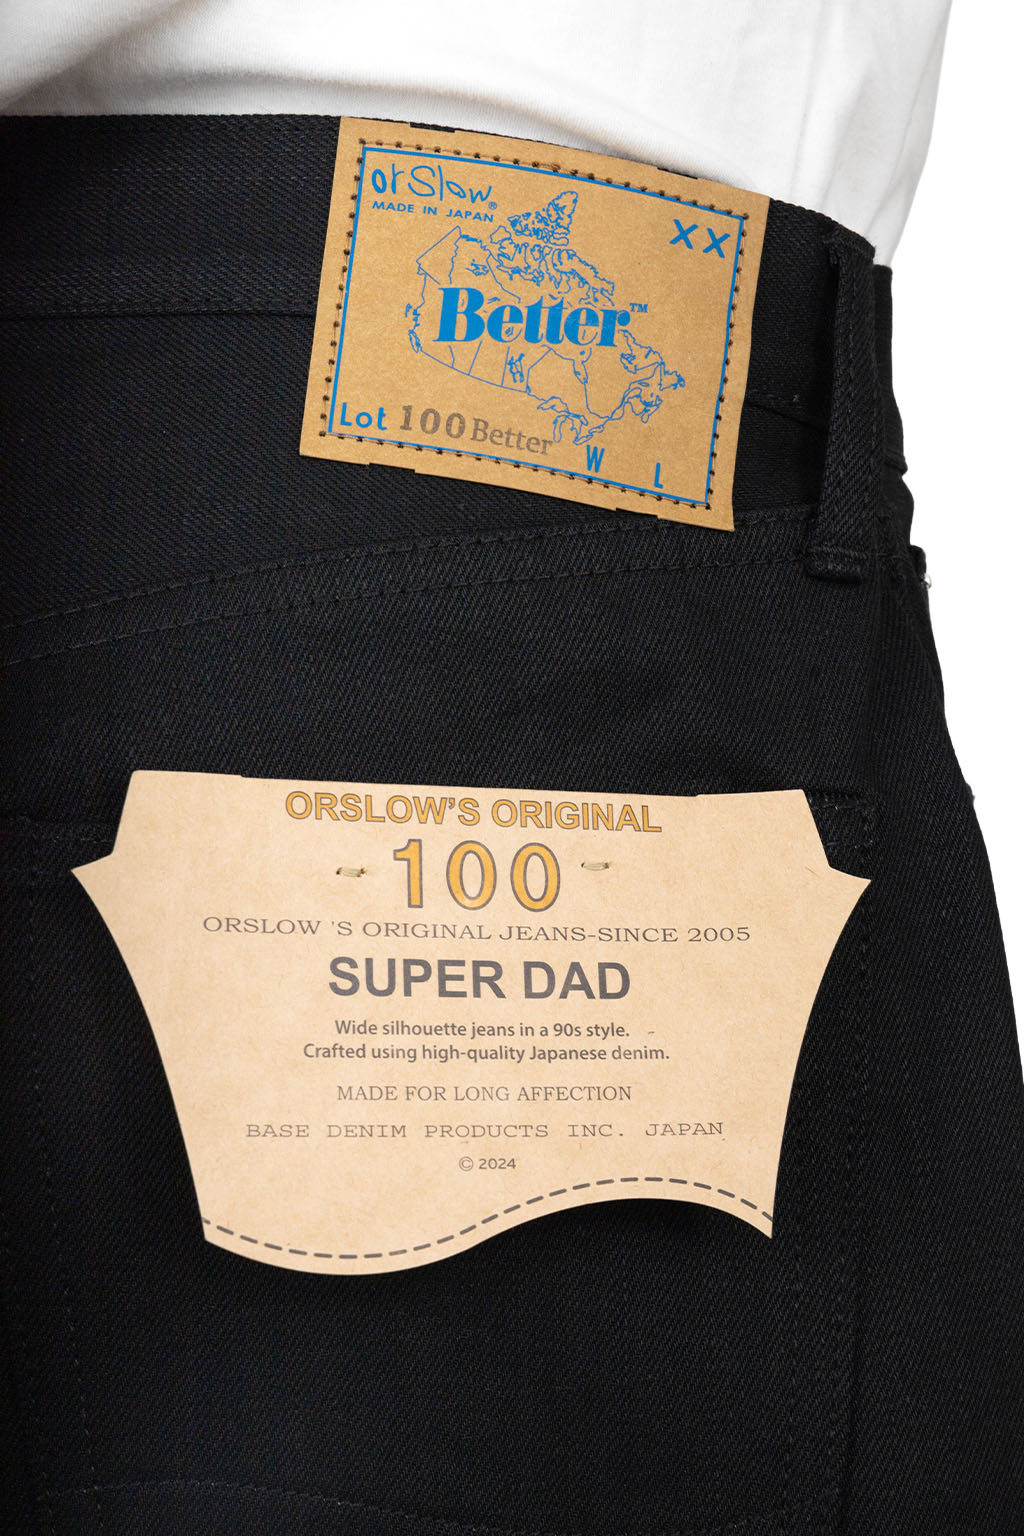 orSlow®
MADE IN JAPAN
XX
Better™
Lot 100 Better
W L
ORSLOW'S ORIGINAL
100
ORSLOW 'S ORIGINAL JEANS-SINCE 2005
SUPER DAD
Wide silhouette jeans in a 90s style.
Crafted using high-quality Japanese denim.
MADE FOR LONG AFFECTION
BASE DENIM PRODUCTS INC. JAPAN
© 2024